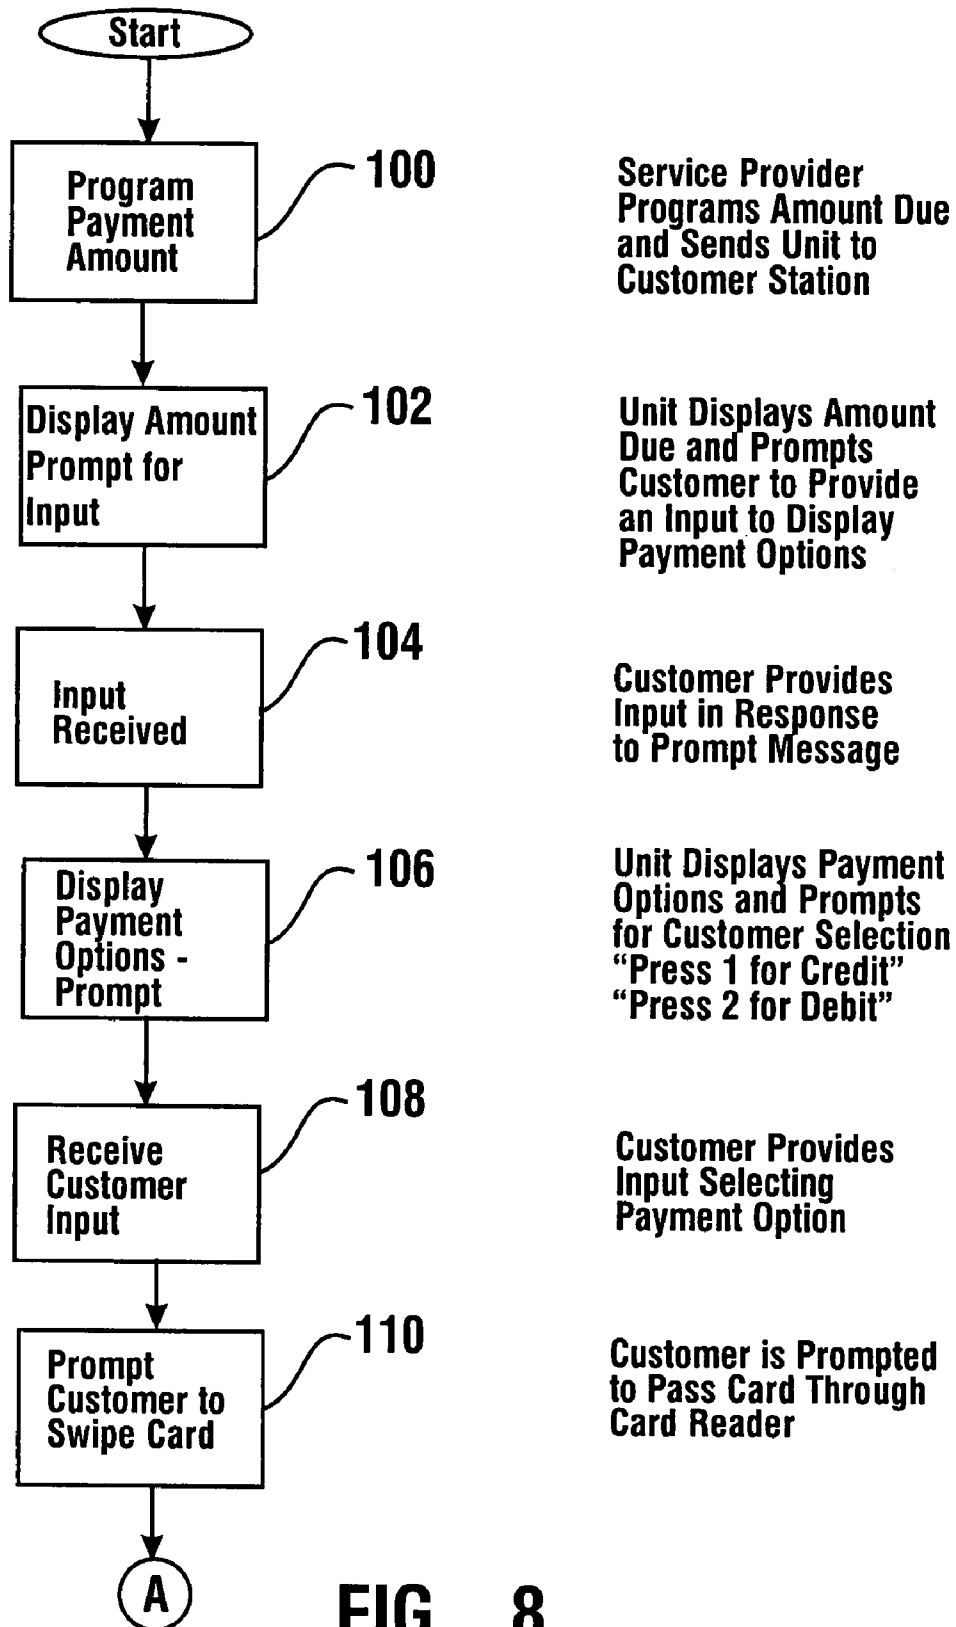 Start
Program
Payment
Amount
100
Service Provider
Programs Amount Due
and Sends Unit to
Customer Station
Display Amount
Prompt for
Input
102
Unit Displays Amount
Due and Prompts
Customer to Provide
an Input to Display
Payment Options
Input
Received
104
Customer Provides
Input in Response
to Prompt Message
Display
Payment
Options -
Prompt
106
Unit Displays Payment
Options and Prompts
for Customer Selection
“Press 1 for Credit”
“Press 2 for Debit”
Receive
Customer
Input
108
Customer Provides
Input Selecting
Payment Option
Prompt
Customer to
Swipe Card
110
Customer is Prompted
to Pass Card Through
Card Reader
A
FIG 8